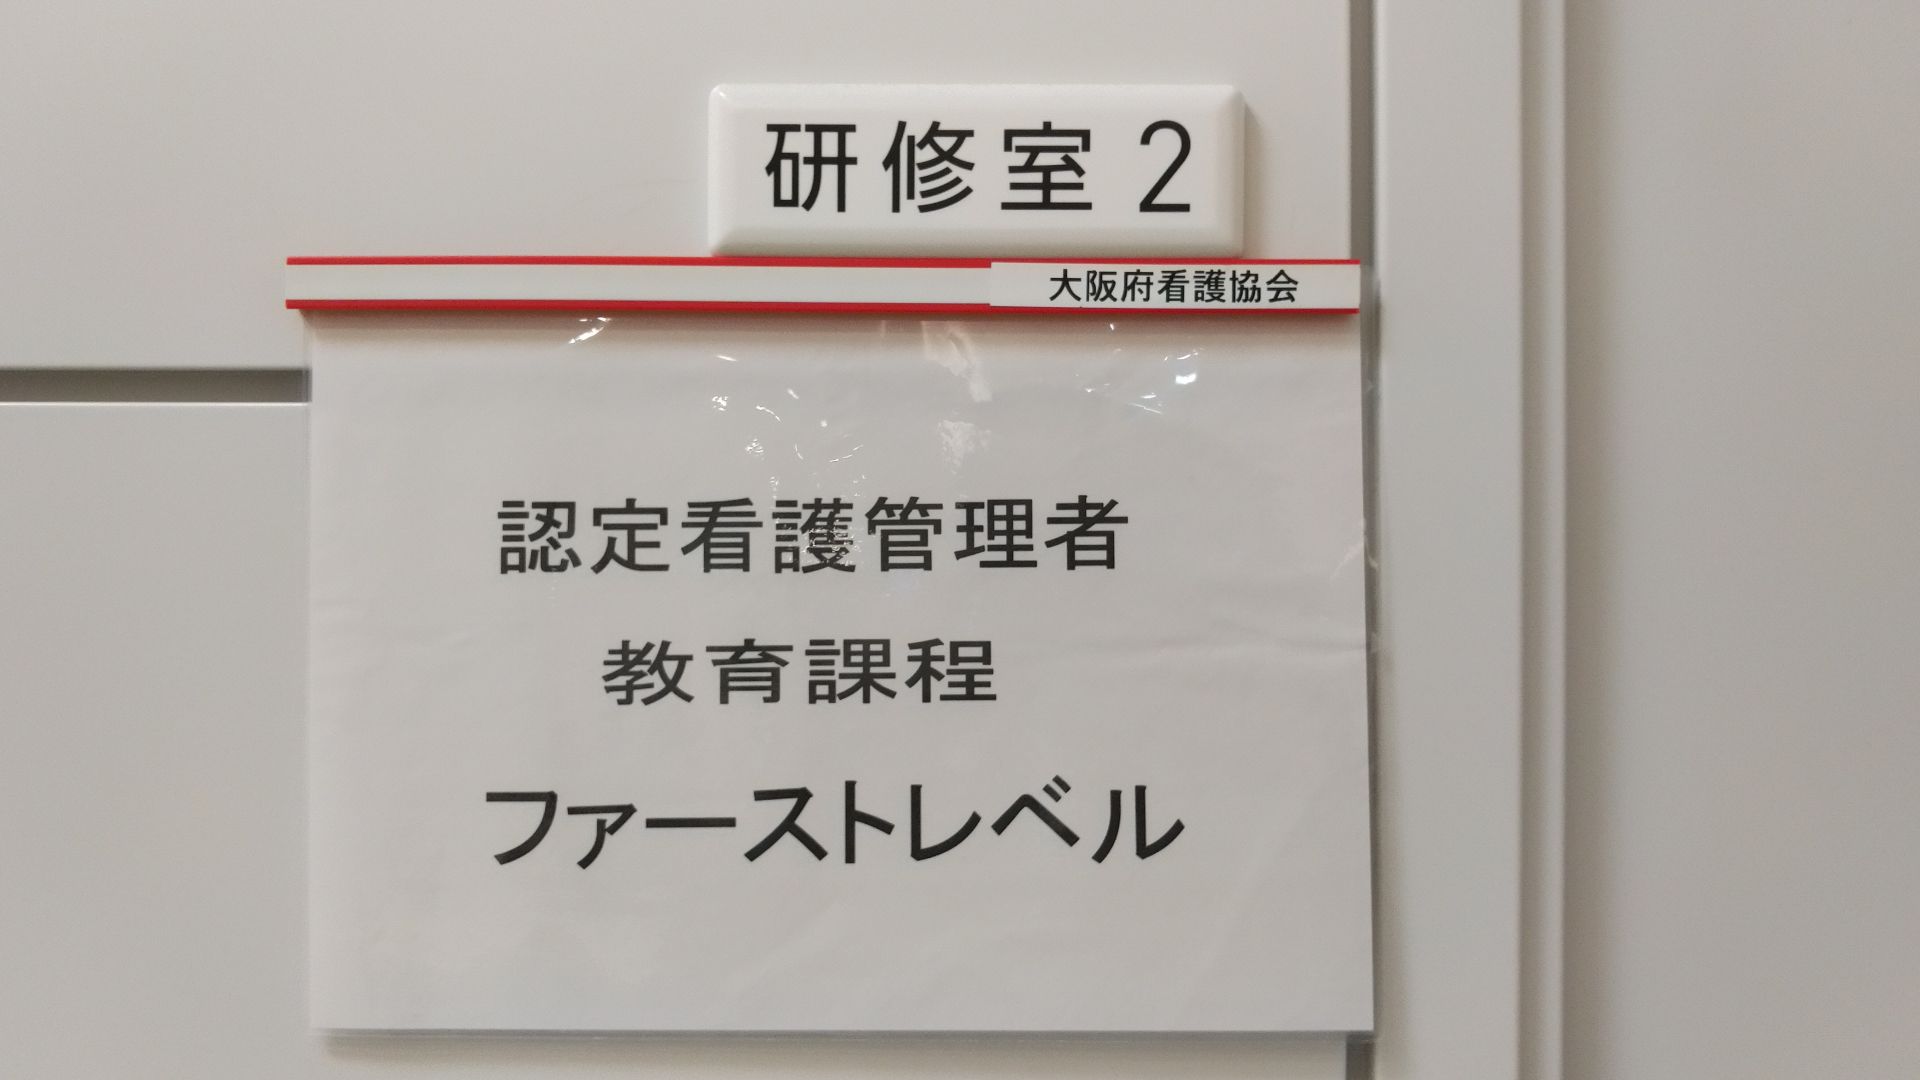 研修室2
大阪府看護協会
認定看護管理者
教育課程
ファーストレベル